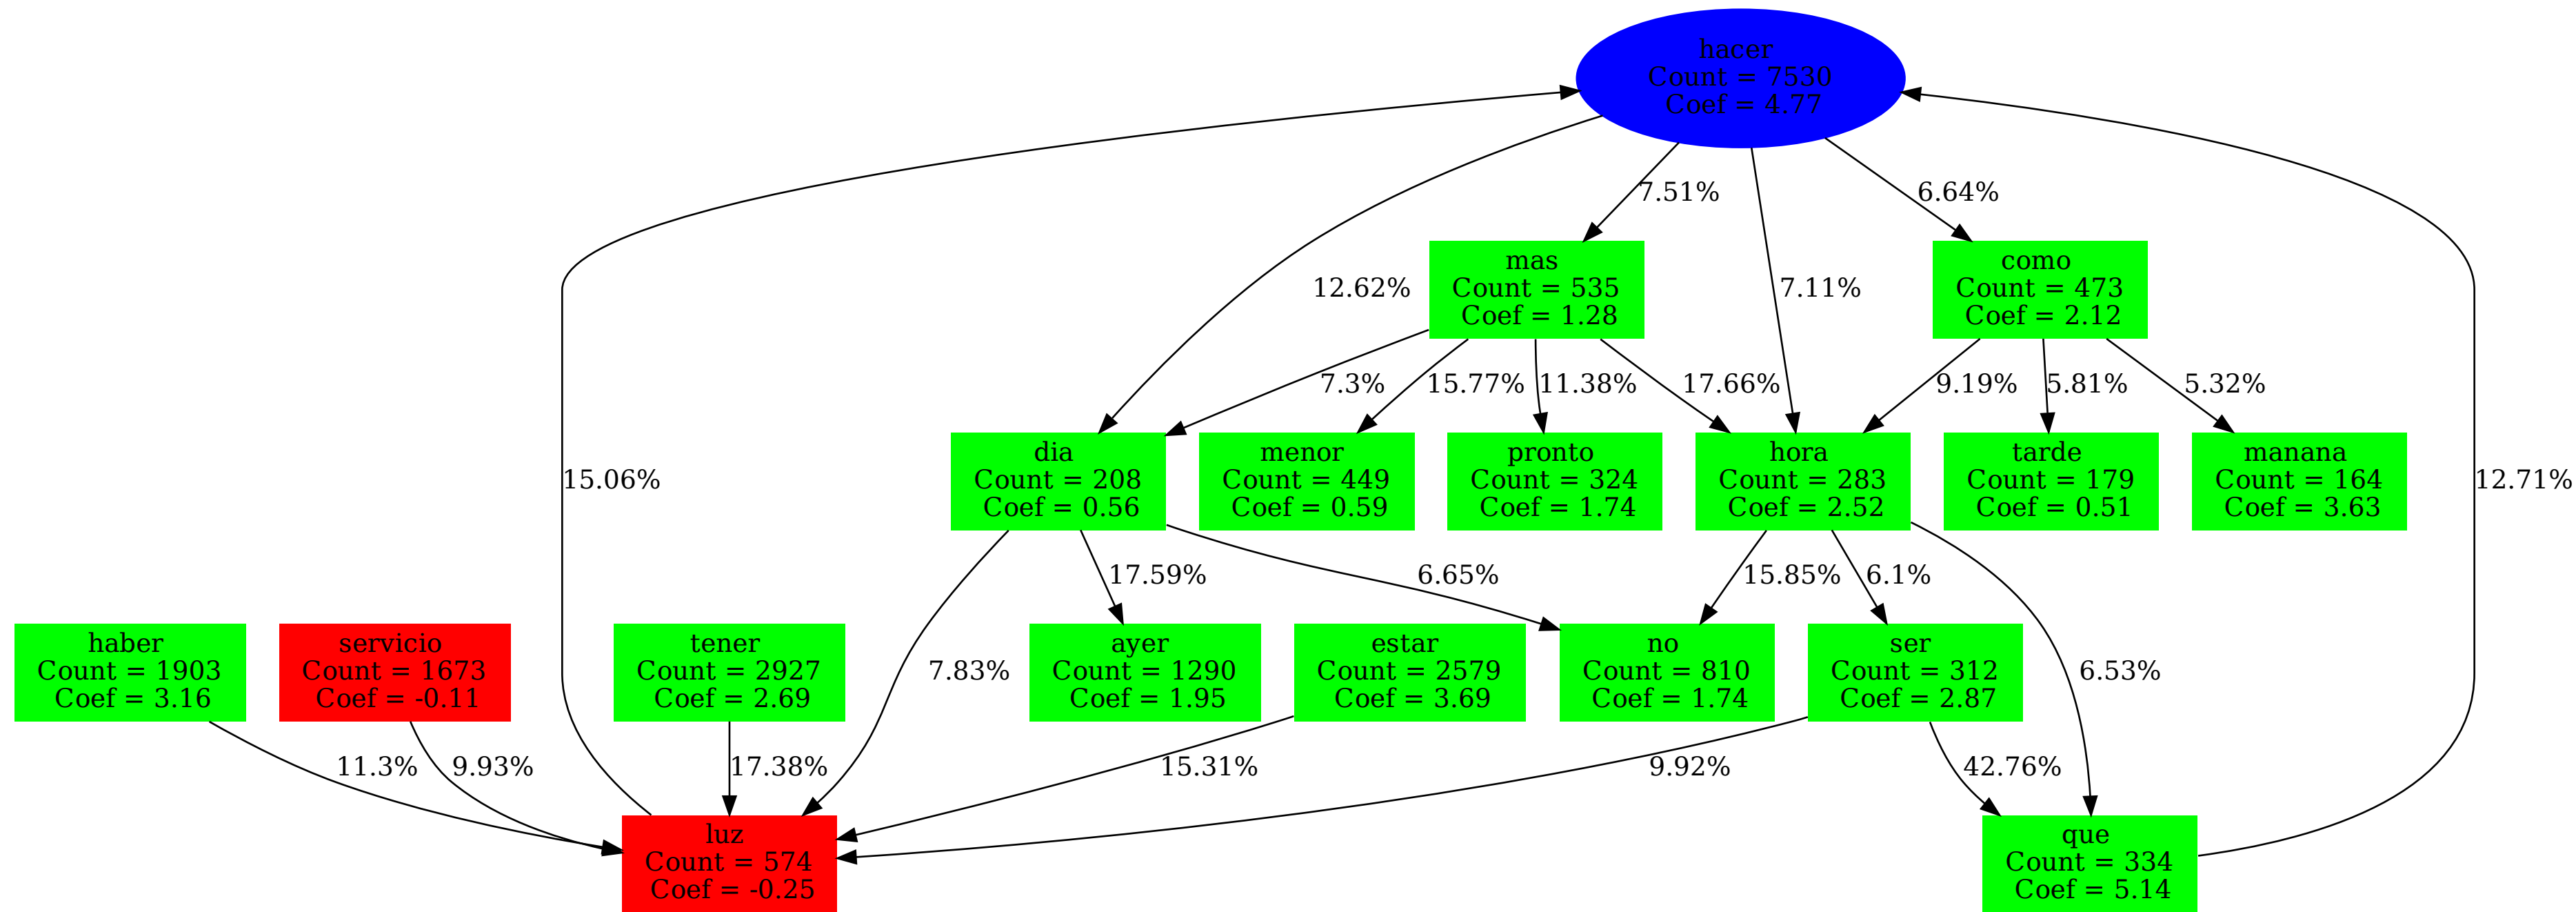 hacer
Count = 7530
Coef = 4.77
7.51%
6.64%
mas
Count = 535
Coef = 1.28
como
Count = 473
Coef = 2.12
12.62%
7.11%
7.3%
15.77%
11.38%
17.66%
9.19%
5.81%
5.32%
15.06%
dia
Count = 208
Coef = 0.56
menor
Count = 449
Coef = 0.59
pronto
Count = 324
Coef = 1.74
hora
Count = 283
Coef = 2.52
tarde
Count = 179
Coef = 0.51
manana
Count = 164
Coef = 3.63
12.71%
17.59%
6.65%
15.85%
6.1%
haber
Count = 1903
Coef = 3.16
servicio
Count = 1673
Coef = -0.11
tener
Count = 2927
Coef = 2.69
7.83%
ayer
Count = 1290
Coef = 1.95
estar
Count = 2579
Coef = 3.69
no
Count = 810
Coef = 1.74
ser
Count = 312
Coef = 2.87
6.53%
11.3%
9.93%
17.38%
15.31%
9.92%
42.76%
luz
Count = 574
Coef = -0.25
que
Count = 334
Coef = 5.14